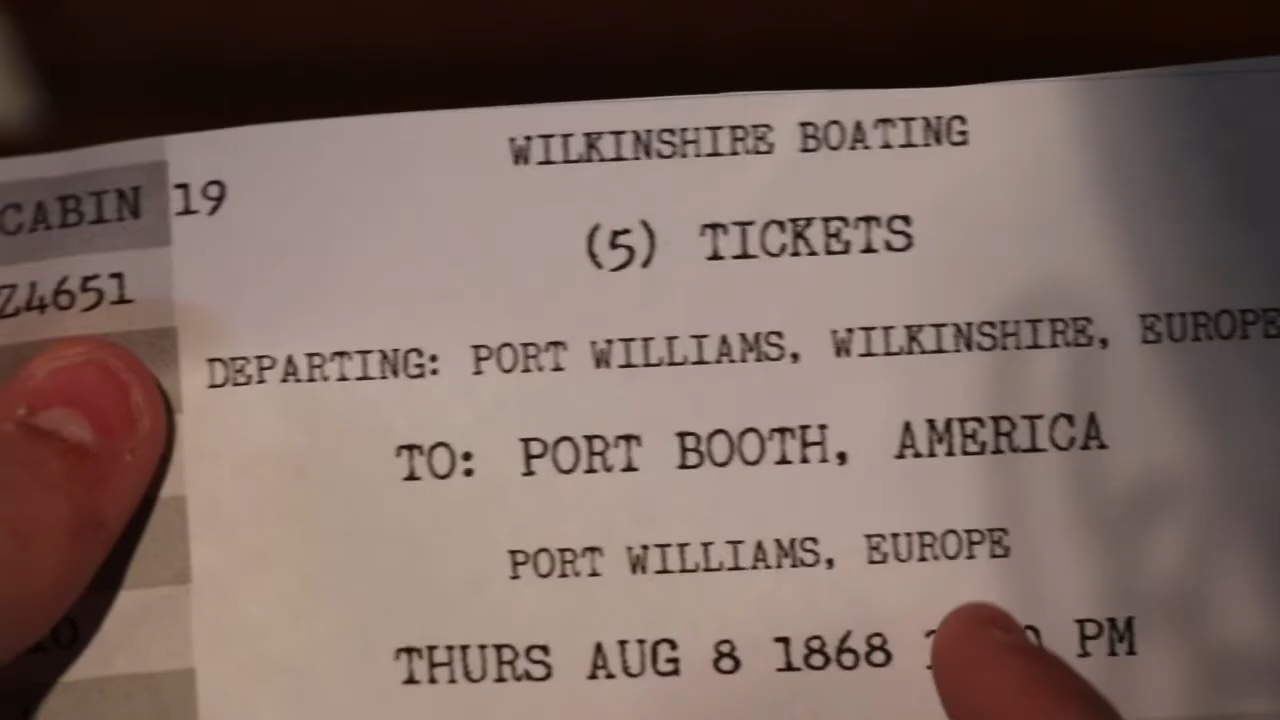 WILKINSHIRE BOATING
CABIN 19
(5) TICKETS
Z4651
DEPARTING: PORT WILLIAMS, WILKINSHIRE, EUROPE
TO: PORT BOOTH, AMERICA
PORT WILLIAMS, EUROPE
THURS AUG 8 1868 PM